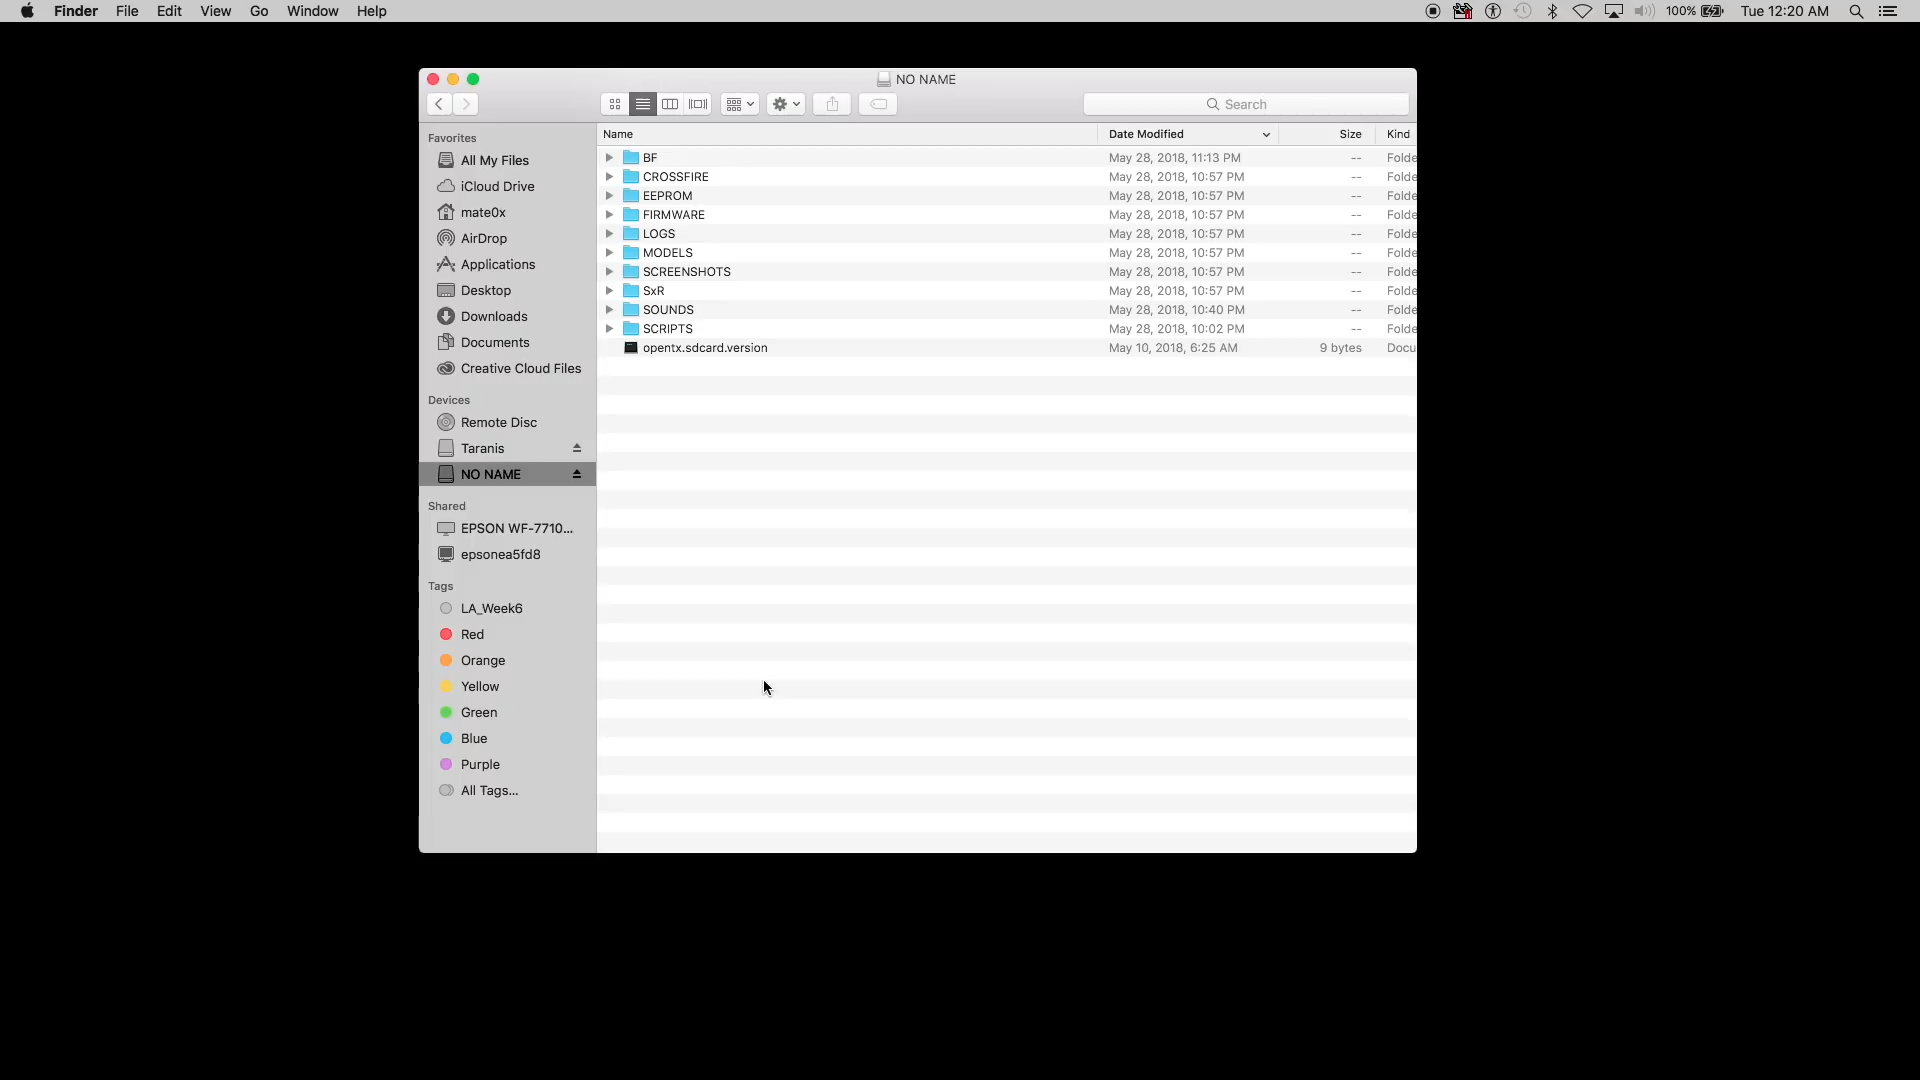 Finder File Edit View Go Window Help 100% Tue 12:20 AM
NO NAME
Search
Favorites
All My Files
iCloud Drive
mate0x
AirDrop
Applications
Desktop
Downloads
Documents
Creative Cloud Files
Devices
Remote Disc
Taranis
NO NAME
Shared
EPSON WF-7710...
epsonea5fd8
Tags
LA_Week6
Red
Orange
Yellow
Green
Blue
Purple
All Tags...
Name Date Modified Size Kind
BF May 28, 2018, 11:13 PM -- Folde
CROSSFIRE May 28, 2018, 10:57 PM -- Folde
EEPROM May 28, 2018, 10:57 PM -- Folde
FIRMWARE May 28, 2018, 10:57 PM -- Folde
LOGS May 28, 2018, 10:57 PM -- Folde
MODELS May 28, 2018, 10:57 PM -- Folde
SCREENSHOTS May 28, 2018, 10:57 PM -- Folde
SxR May 28, 2018, 10:57 PM -- Folde
SOUNDS May 28, 2018, 10:40 PM -- Folde
SCRIPTS May 28, 2018, 10:02 PM -- Folde
opentx.sdcard.version May 10, 2018, 6:25 AM 9 bytes Docu